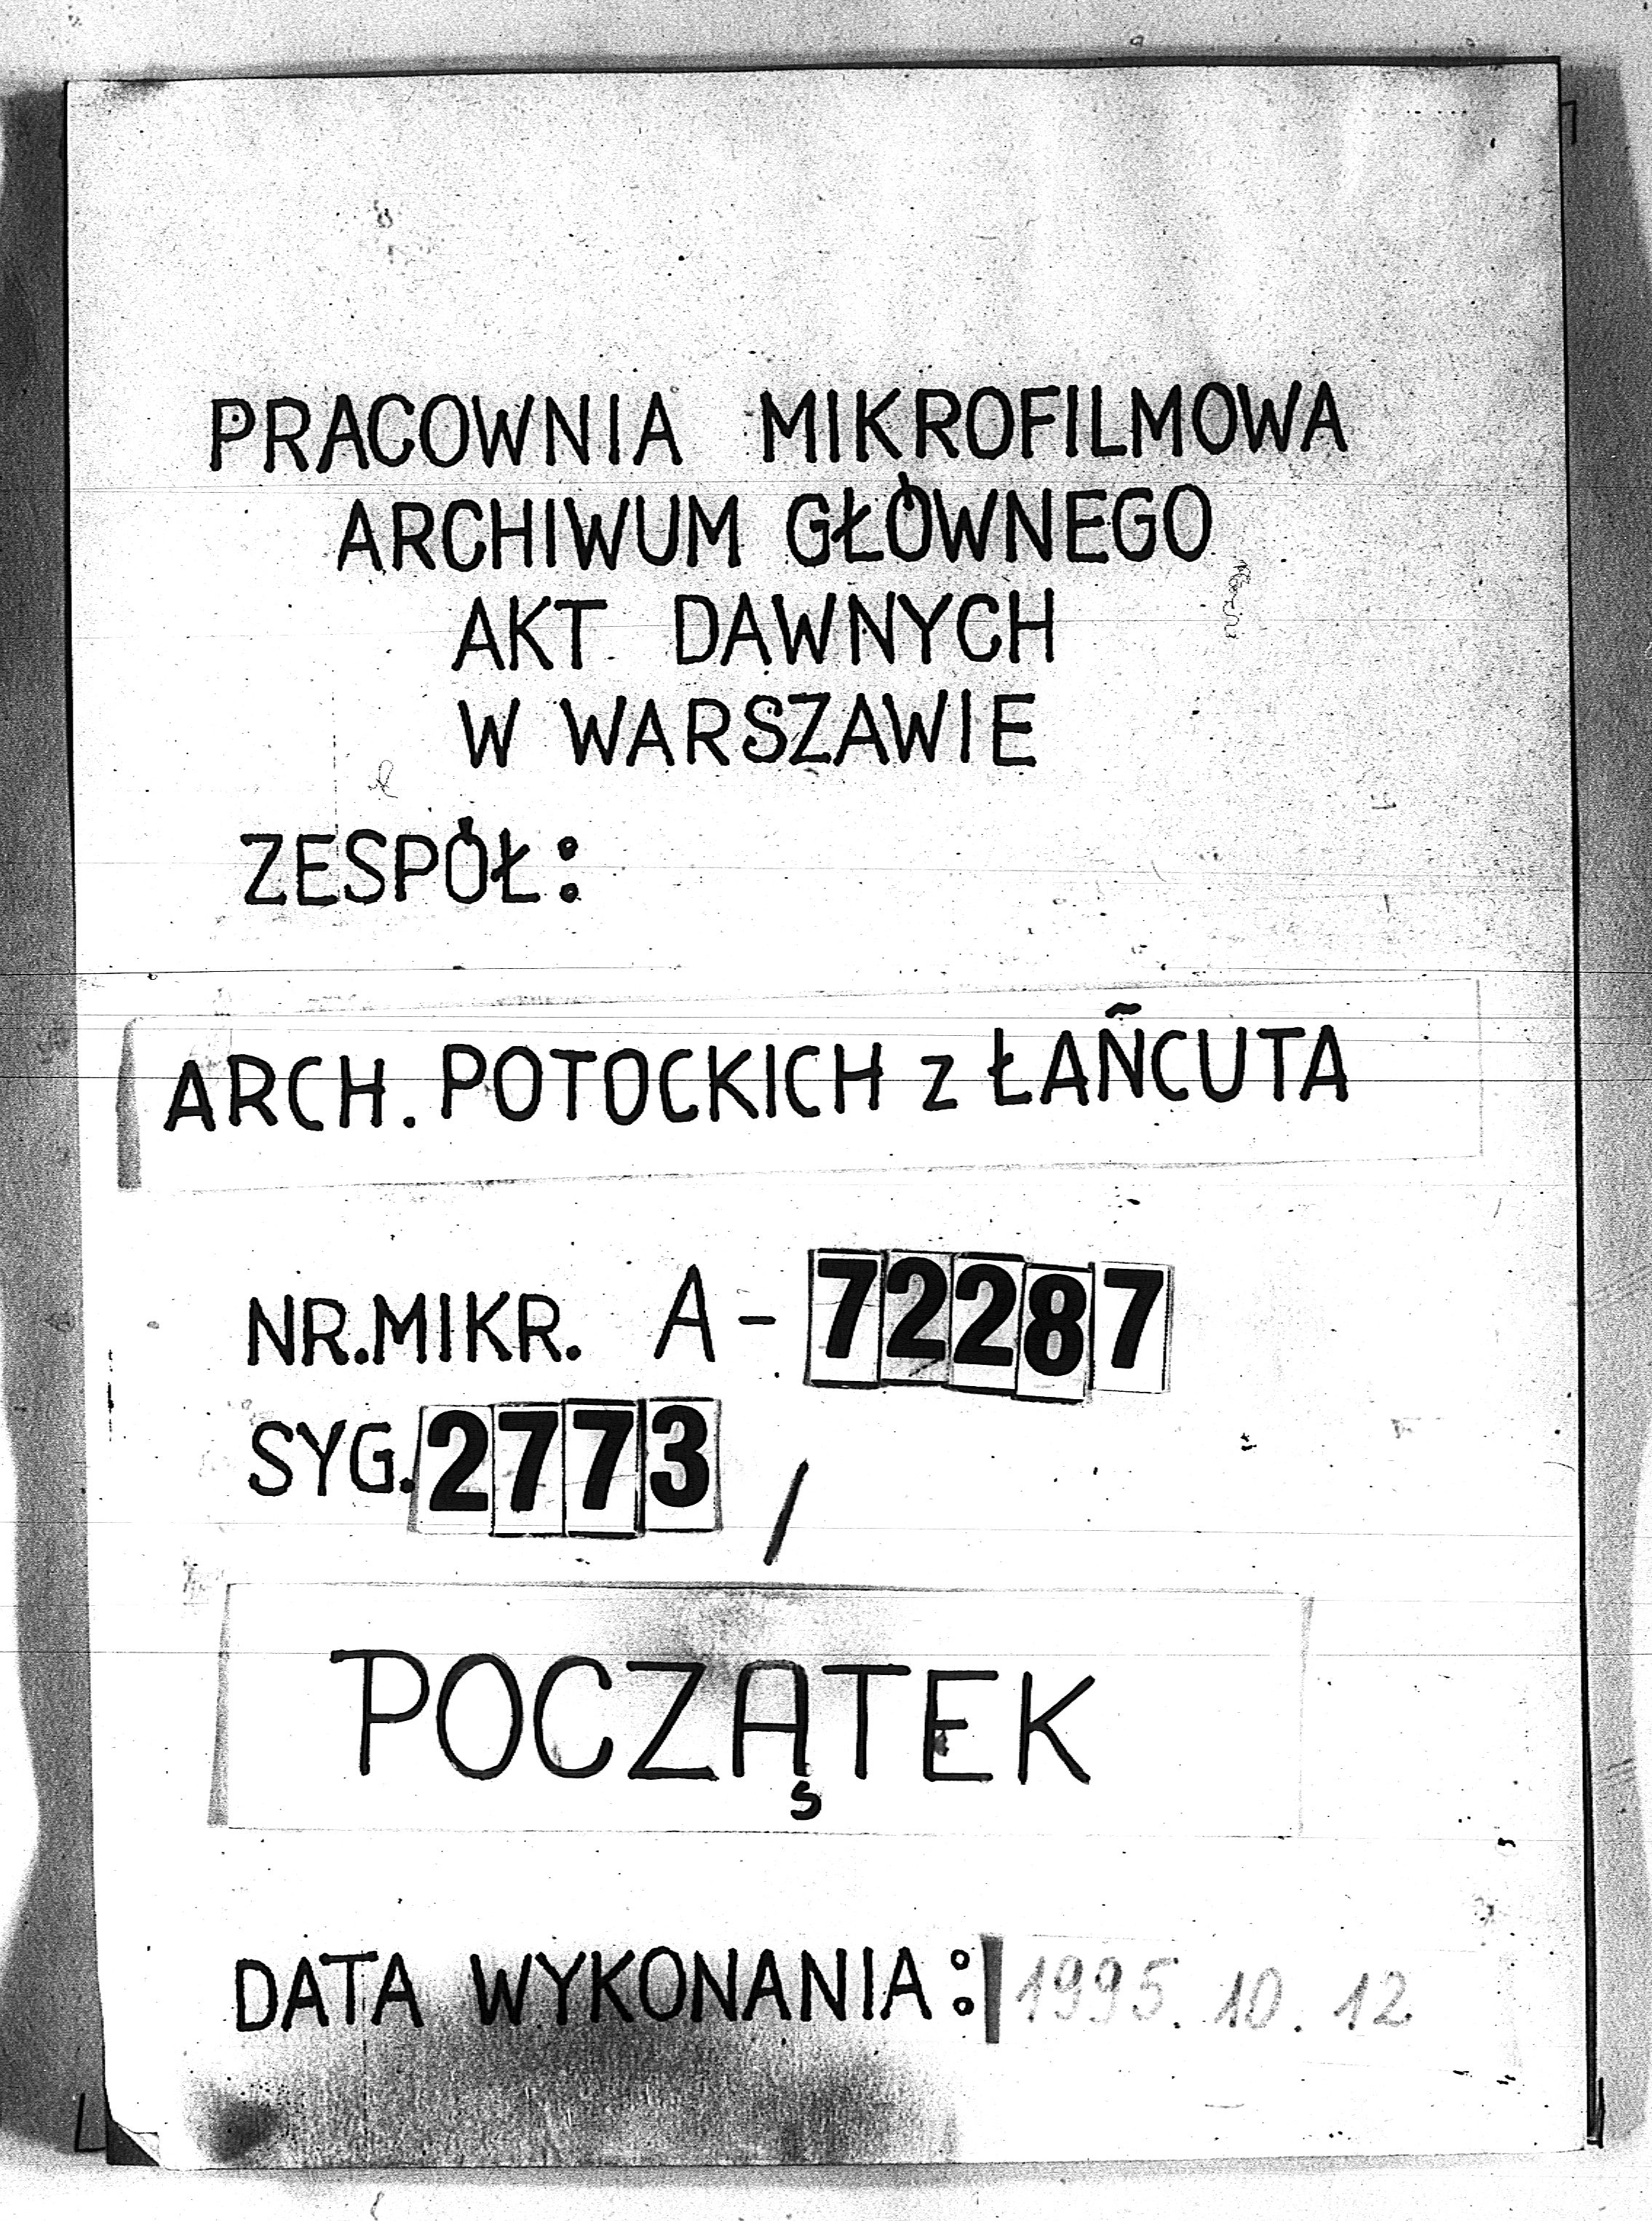 PRACOWNIA MIKROFILMOWA
ARCHIWUM GŁÓWNEGO
AKT DAWNYCH
W WARSZAWIE
ZESPÓŁ:
ARCH. POTOCKICH z ŁAŃCUTA
NR.MIKR. A-72287
SYG.2773/
POCZĄTEK
DATA WYKONANIA: 1995.10.12